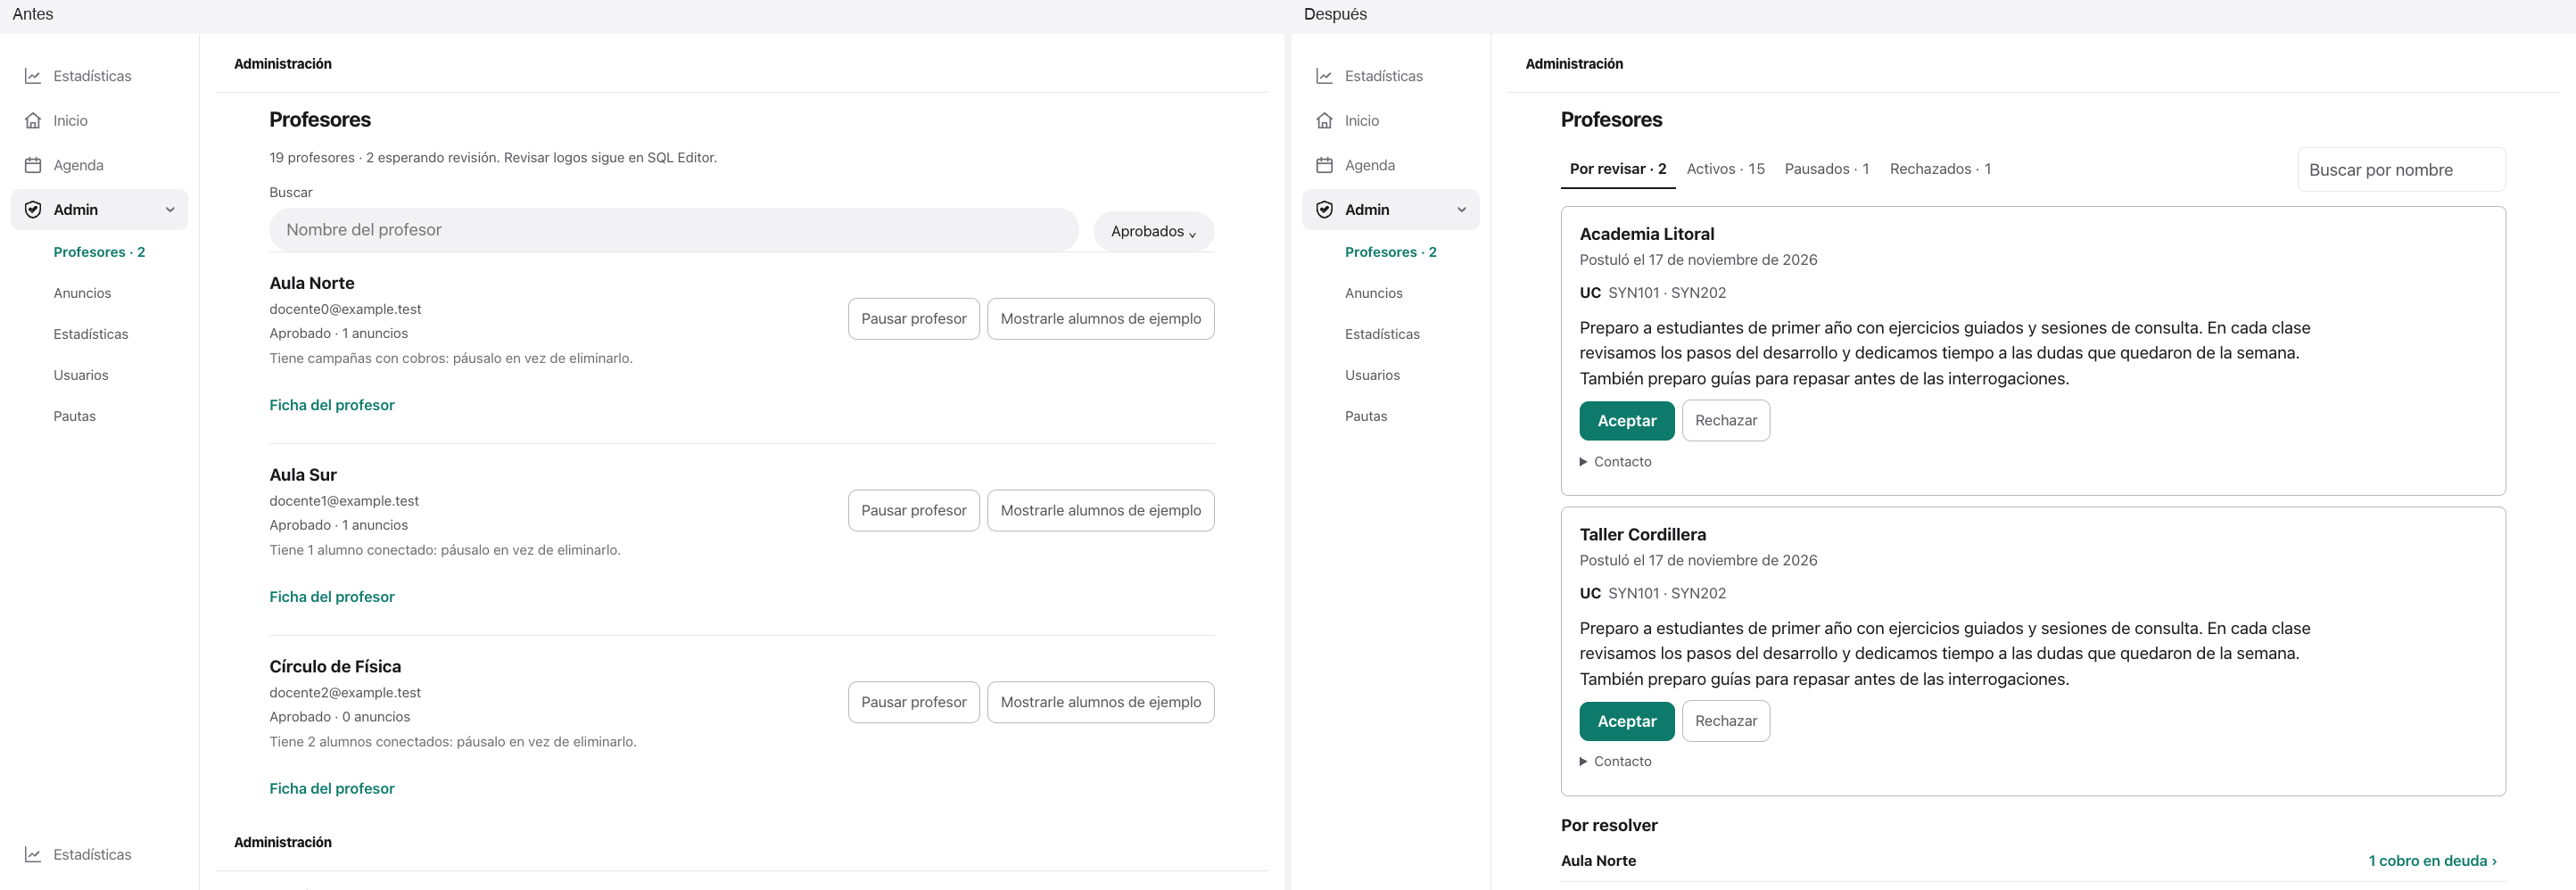 Antes
Estadísticas
Inicio
Agenda
Admin
Profesores · 2
Anuncios
Estadísticas
Usuarios
Pautas
Estadísticas
Administración
Profesores
19 profesores · 2 esperando revisión. Revisar logos sigue en SQL Editor.
Buscar
Nombre del profesor
Aprobados
Aula Norte
docente0@example.test
Aprobado · 1 anuncios
Tiene campañas con cobros: páusalo en vez de eliminarlo.
Pausar profesor
Mostrarle alumnos de ejemplo
Ficha del profesor
Aula Sur
docente1@example.test
Aprobado · 1 anuncios
Tiene 1 alumno conectado: páusalo en vez de eliminarlo.
Pausar profesor
Mostrarle alumnos de ejemplo
Ficha del profesor
Círculo de Física
docente2@example.test
Aprobado · 0 anuncios
Tiene 2 alumnos conectados: páusalo en vez de eliminarlo.
Pausar profesor
Mostrarle alumnos de ejemplo
Ficha del profesor
Administración
Después
Estadísticas
Inicio
Agenda
Admin
Profesores · 2
Anuncios
Estadísticas
Usuarios
Pautas
Administración
Profesores
Por revisar · 2
Activos · 15
Pausados · 1
Rechazados · 1
Buscar por nombre
Academia Litoral
Postuló el 17 de noviembre de 2026
UC SYN101 · SYN202
Preparo a estudiantes de primer año con ejercicios guiados y sesiones de consulta. En cada clase
revisamos los pasos del desarrollo y dedicamos tiempo a las dudas que quedaron de la semana.
También preparo guías para repasar antes de las interrogaciones.
Aceptar
Rechazar
Contacto
Taller Cordillera
Postuló el 17 de noviembre de 2026
UC SYN101 · SYN202
Preparo a estudiantes de primer año con ejercicios guiados y sesiones de consulta. En cada clase
revisamos los pasos del desarrollo y dedicamos tiempo a las dudas que quedaron de la semana.
También preparo guías para repasar antes de las interrogaciones.
Aceptar
Rechazar
Contacto
Por resolver
Aula Norte
1 cobro en deuda ›